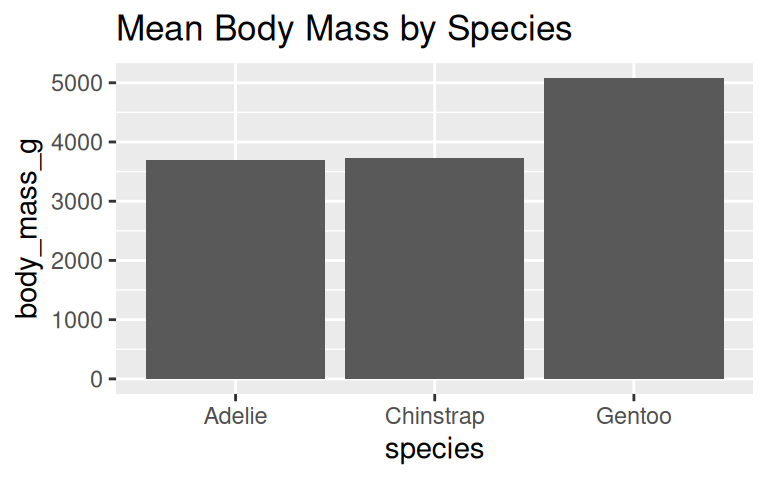 Mean Body Mass by Species
body_mass_g
5000
4000
3000
2000
1000
0
Adelie Chinstrap Gentoo
species